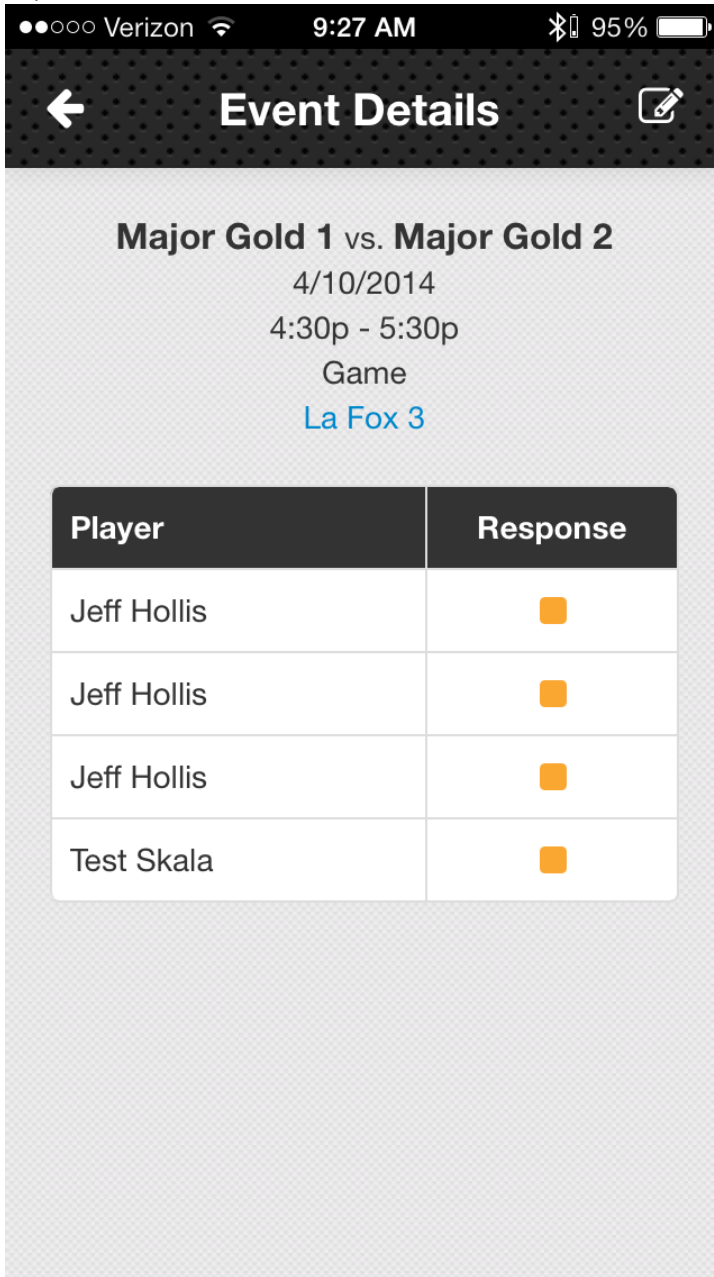 Verizon 9:27 AM 95%
Event Details
Major Gold 1 vs. Major Gold 2
4/10/2014
4:30p - 5:30p
Game
La Fox 3
Player Response
Jeff Hollis
Jeff Hollis
Jeff Hollis
Test Skala